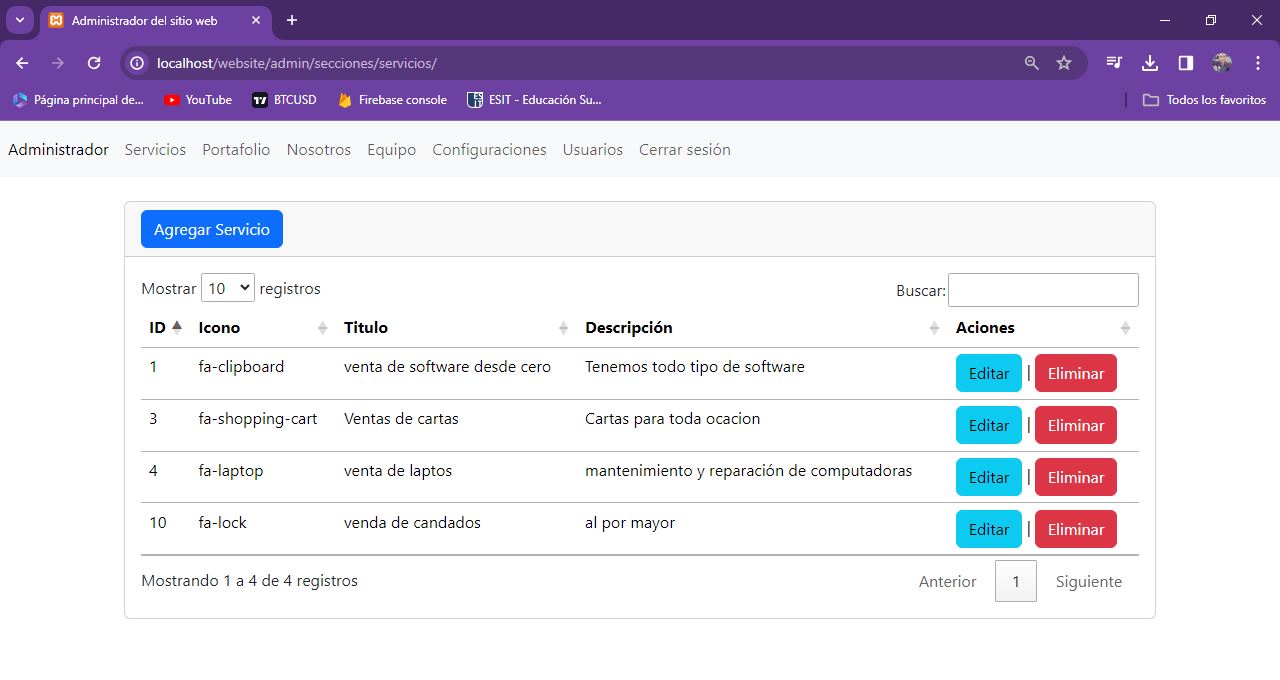 Administrador del sitio web
localhost/website/admin/secciones/servicios/
Página principal de... YouTube BTCUSD Firebase console ESIT - Educación Su... Todos los favoritos
Administrador Servicios Portafolio Nosotros Equipo Configuraciones Usuarios Cerrar sesión
Agregar Servicio
Mostrar 10 registros Buscar:
ID Icono Titulo Descripción Aciones
1 fa-clipboard venta de software desde cero Tenemos todo tipo de software Editar | Eliminar
3 fa-shopping-cart Ventas de cartas Cartas para toda ocacion Editar | Eliminar
4 fa-laptop venta de laptos mantenimiento y reparación de computadoras Editar | Eliminar
10 fa-lock venda de candados al por mayor Editar | Eliminar
Mostrando 1 a 4 de 4 registros Anterior 1 Siguiente